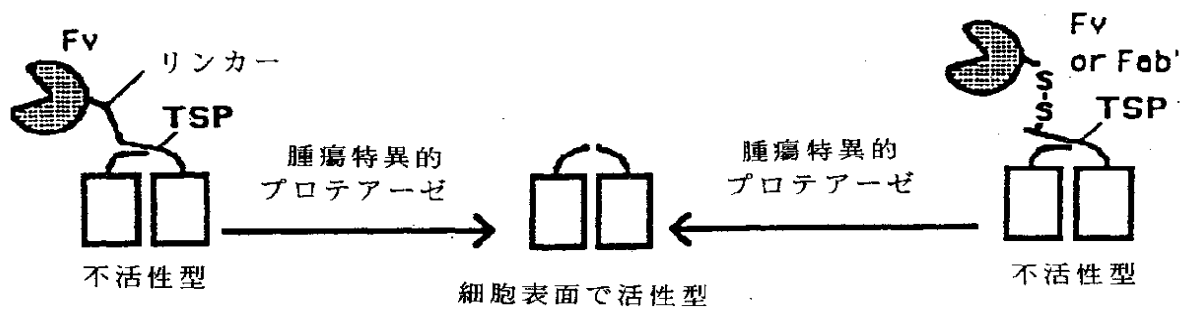 Fv
リンカー
TSP
腫瘍特異的
プロテアーゼ
不活性型
細胞表面で活性型
腫瘍特異的
プロテアーゼ
Fv
or Fab'
S
S
TSP
不活性型